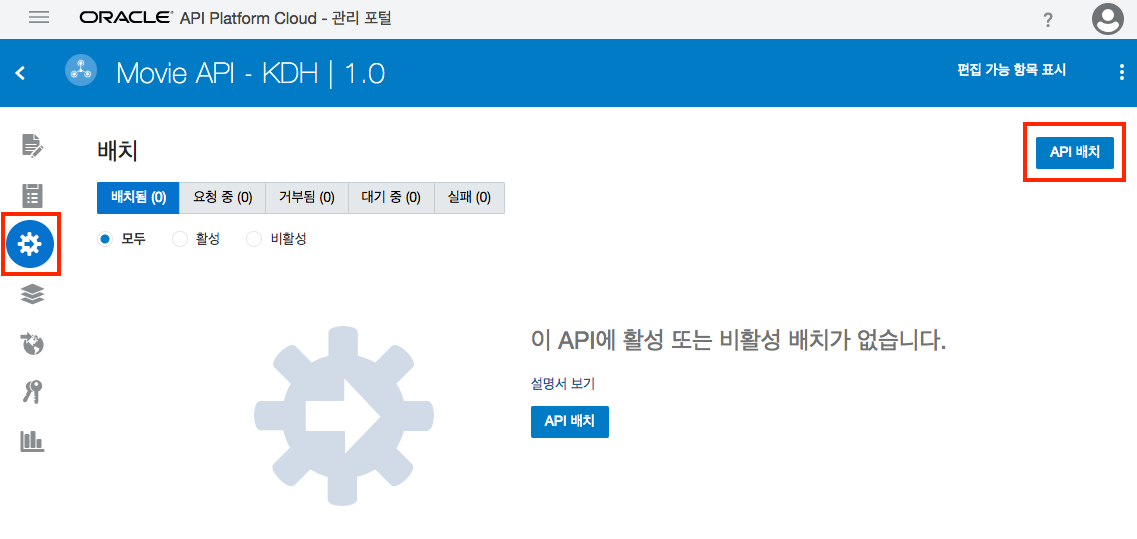 ORACLE® API Platform Cloud - 관리 포털 ?
Movie API - KDH | 1.0 편집 가능 항목 표시
배치 API 배치
배치됨 (0) 요청 중 (0) 거부됨 (0) 대기 중 (0) 실패 (0)
모두 활성 비활성
이 API에 활성 또는 비활성 배치가 없습니다.
설명서 보기
API 배치